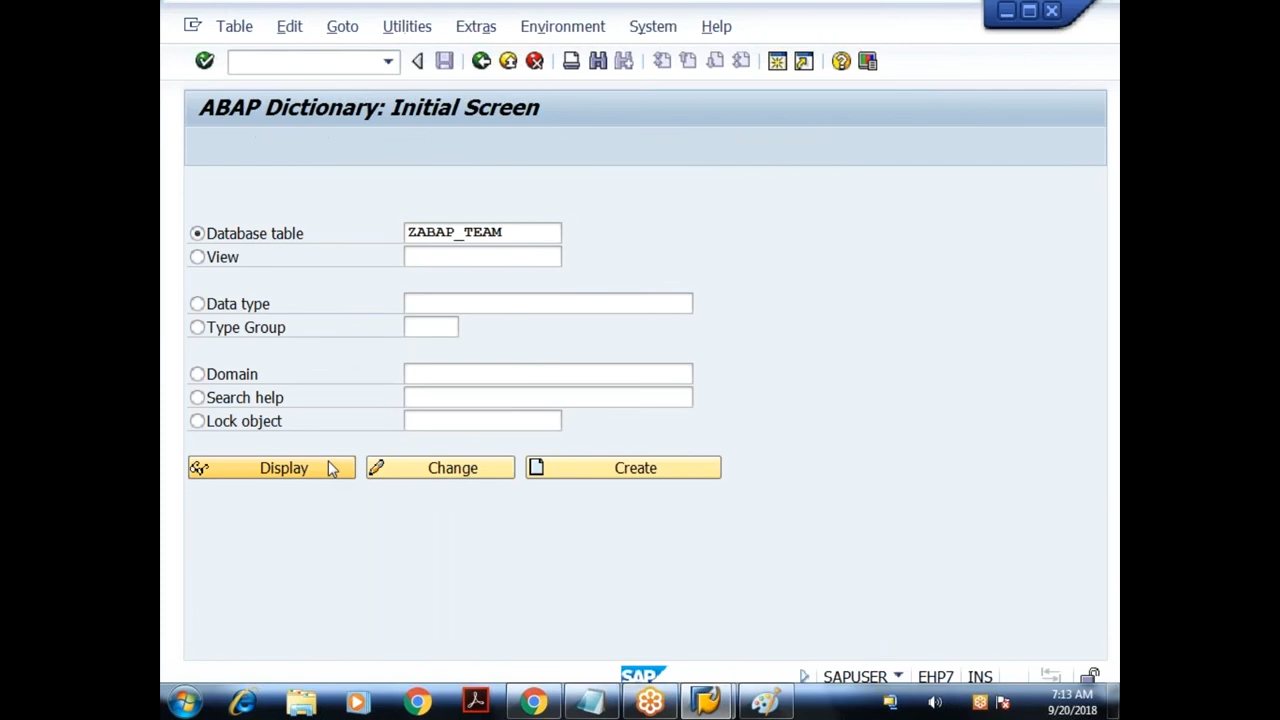 Table Edit Goto Utilities Extras Environment System Help
ABAP Dictionary: Initial Screen
Database table ZABAP_TEAM
View
Data type
Type Group
Domain
Search help
Lock object
Display Change Create
SAP SAPUSER EHP7 INS
7:13 AM
9/20/2018